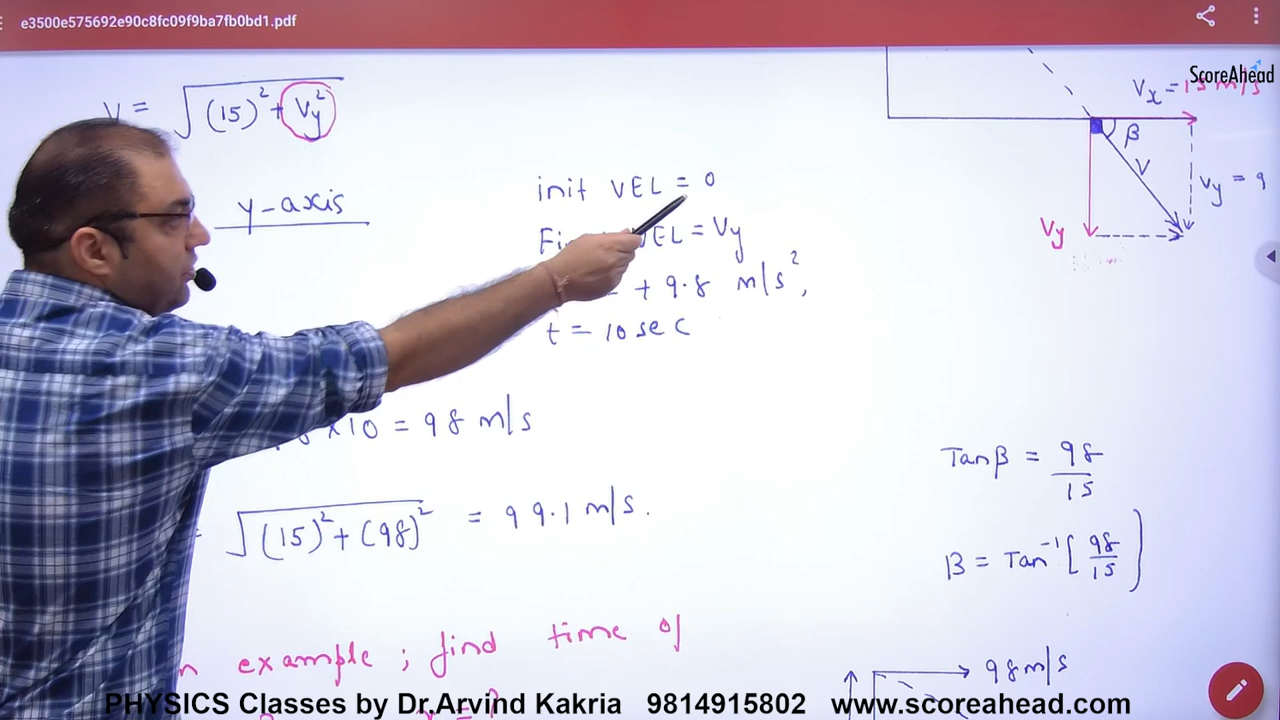 e3500e575692e90c8fc09f9ba7fb0bd1.pdf
ScoreAhead
V = √(15)² + Vy²
Vx = 15 m/s
β
V
Vy = 9
Vy
y-axis
init VEL = 0
VEL = Vy
+ 9.8 m/s²,
t = 10 sec
×10 = 98 m/s
= √(15)² + (98)² = 99.1 m/s.
Tanβ = 98/15
β = Tan⁻¹[98/15]
example ; find time of
98 m/s
PHYSICS Classes by Dr.Arvind Kakria 9814915802 www.scoreahead.com